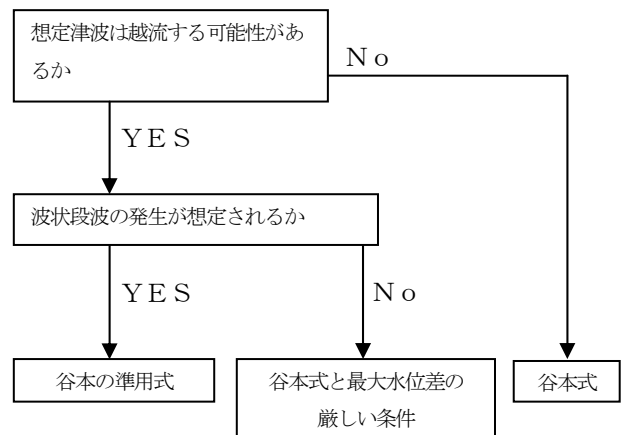 想定津波は越流する可能性があ
るか
Ｎｏ
ＹＥＳ
波状段波の発生が想定されるか
ＹＥＳ
Ｎｏ
谷本の準用式
谷本式と最大水位差の
厳しい条件
谷本式